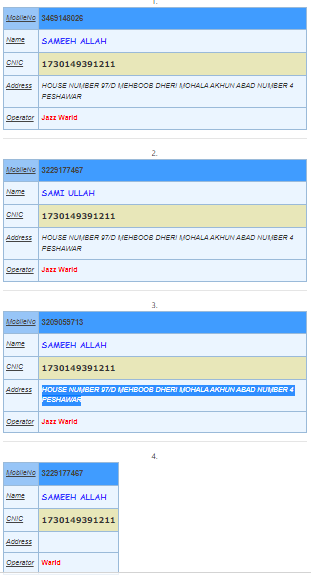 1.
MobileNo 3469148026
Name SAMEEH ALLAH
CNIC 1730149391211
Address HOUSE NUMBER 97/D MEHBOOB DHERI MOHALA AKHUN ABAD NUMBER 4
PESHAWAR
Operator Jazz Warid
2.
MobileNo 3229177467
Name SAMI ULLAH
CNIC 1730149391211
Address HOUSE NUMBER 97/D MEHBOOB DHERI MOHALA AKHUN ABAD NUMBER 4
PESHAWAR
Operator Jazz Warid
3.
MobileNo 3209059713
Name SAMEEH ALLAH
CNIC 1730149391211
Address HOUSE NUMBER 97/D MEHBOOB DHERI MOHALA AKHUN ABAD NUMBER 4
PESHAWAR
Operator Jazz Warid
4.
MobileNo 3229177467
Name SAMEEH ALLAH
CNIC 1730149391211
Address
Operator Warid